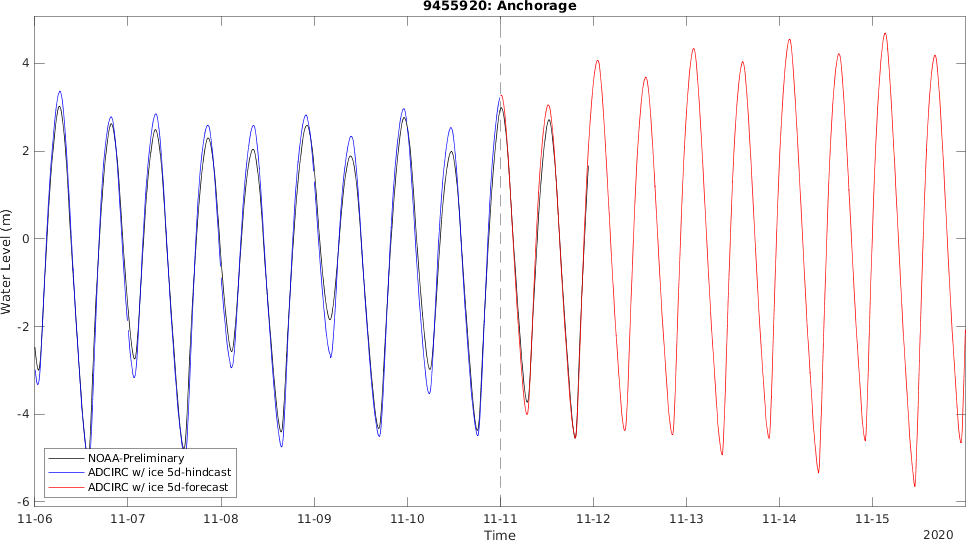 9455920: Anchorage
Water Level (m)
4
2
0
-2
-4
-6
NOAA-Preliminary
ADCIRC w/ ice 5d-hindcast
ADCIRC w/ ice 5d-forecast
11-06 11-07 11-08 11-09 11-10 11-11 11-12 11-13 11-14 11-15
Time
2020